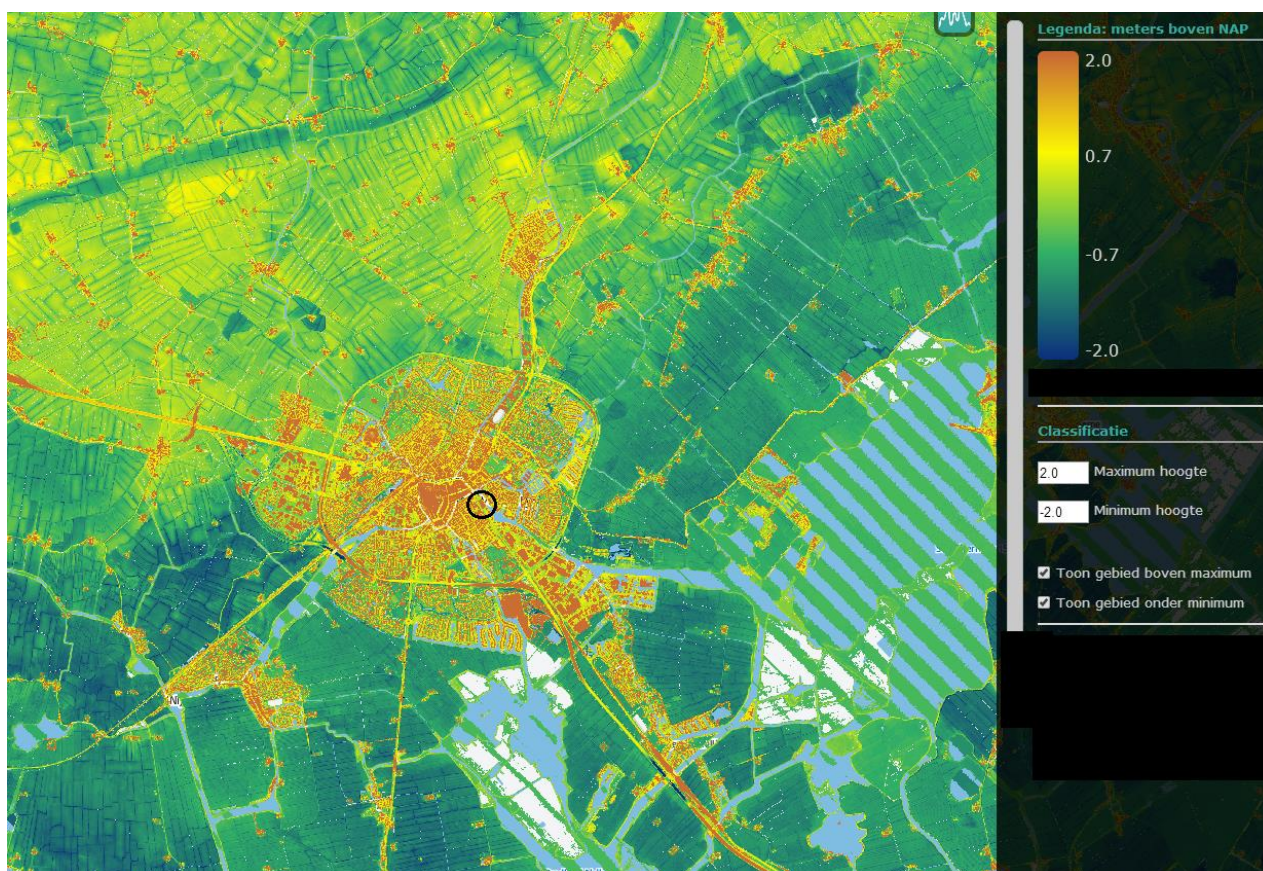 Legenda: meters boven NAP
2.0
0.7
-0.7
-2.0
Classificatie
2.0 Maximum hoogte
-2.0 Minimum hoogte
Toon gebied boven maximum
Toon gebied onder minimum